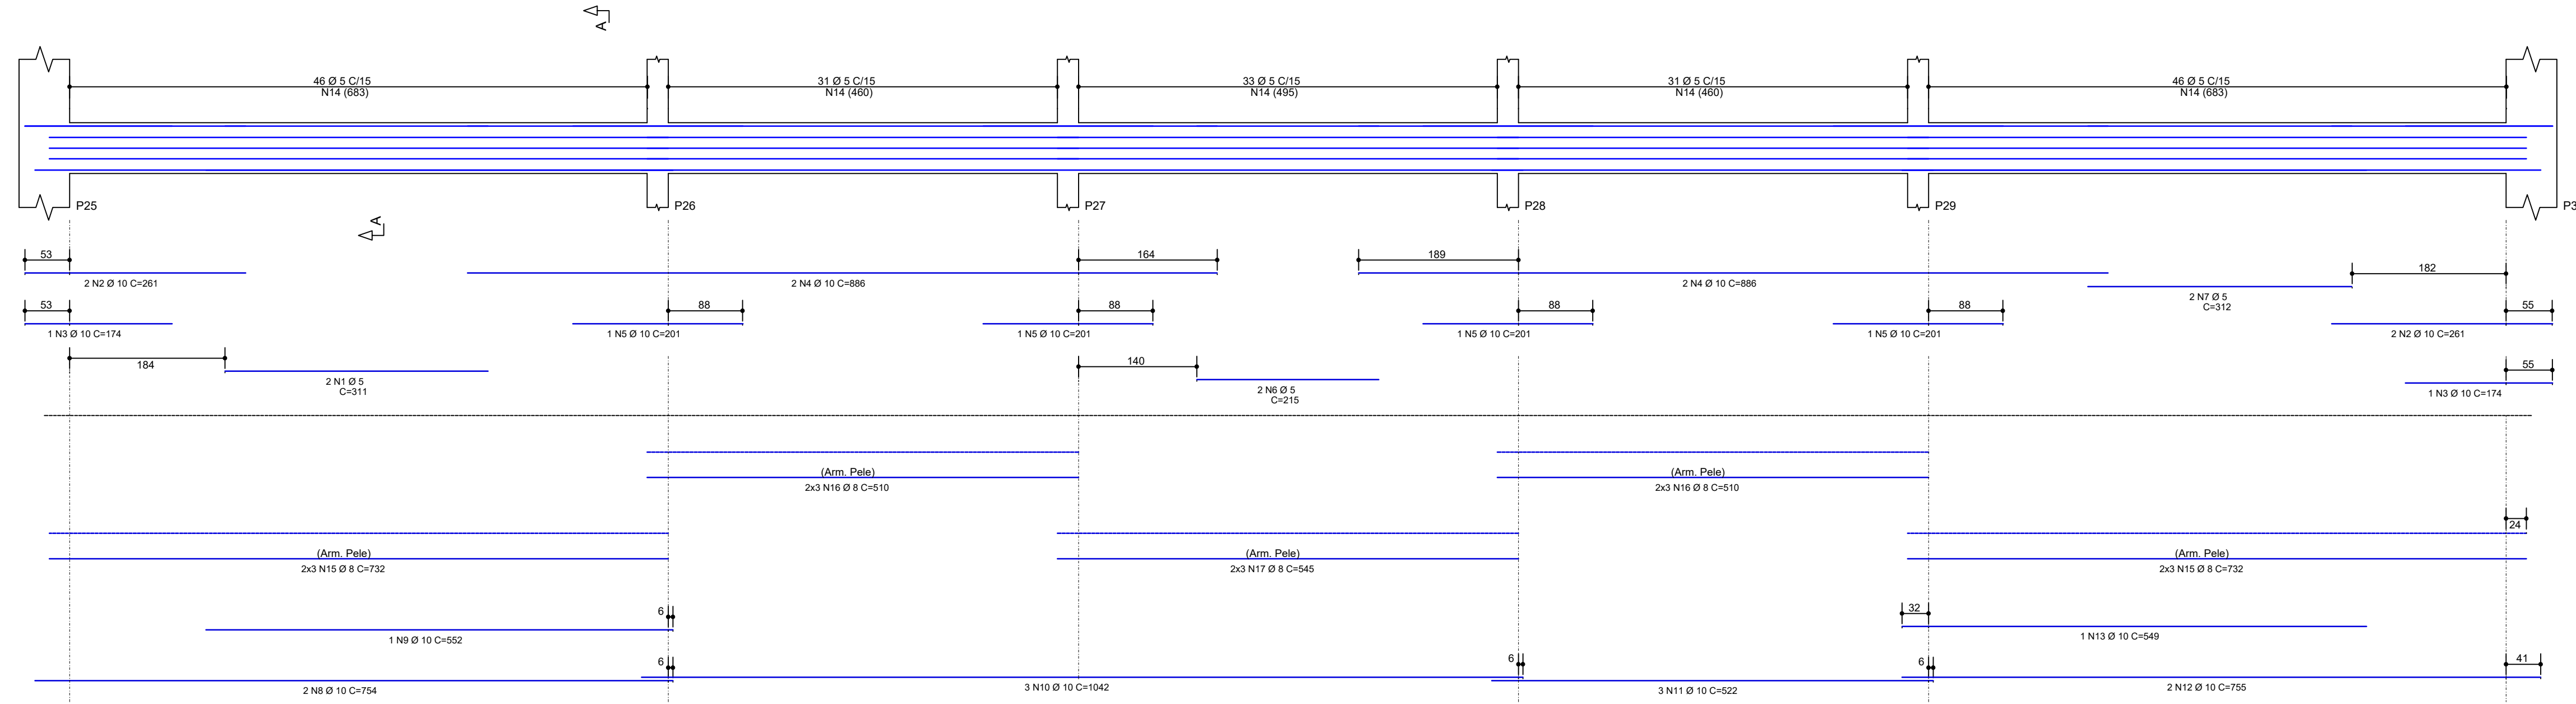 A
46 Ø 5 C/15
N14 (683)
31 Ø 5 C/15
N14 (460)
33 Ø 5 C/15
N14 (495)
31 Ø 5 C/15
N14 (460)
46 Ø 5 C/15
N14 (683)
P25
P26
P27
P28
P29
P3
A
53
2 N2 Ø 10 C=261
2 N4 Ø 10 C=886
164
189
2 N4 Ø 10 C=886
2 N7 Ø 5
C=312
182
53
1 N3 Ø 10 C=174
88
1 N5 Ø 10 C=201
88
1 N5 Ø 10 C=201
88
1 N5 Ø 10 C=201
88
1 N5 Ø 10 C=201
55
2 N2 Ø 10 C=261
184
2 N1 Ø 5
C=311
140
2 N6 Ø 5
C=215
55
1 N3 Ø 10 C=174
(Arm. Pele)
2x3 N16 Ø 8 C=510
(Arm. Pele)
2x3 N16 Ø 8 C=510
24
(Arm. Pele)
2x3 N15 Ø 8 C=732
(Arm. Pele)
2x3 N17 Ø 8 C=545
(Arm. Pele)
2x3 N15 Ø 8 C=732
6
1 N9 Ø 10 C=552
32
1 N13 Ø 10 C=549
6
2 N8 Ø 10 C=754
3 N10 Ø 10 C=1042
6
3 N11 Ø 10 C=522
6
2 N12 Ø 10 C=755
41